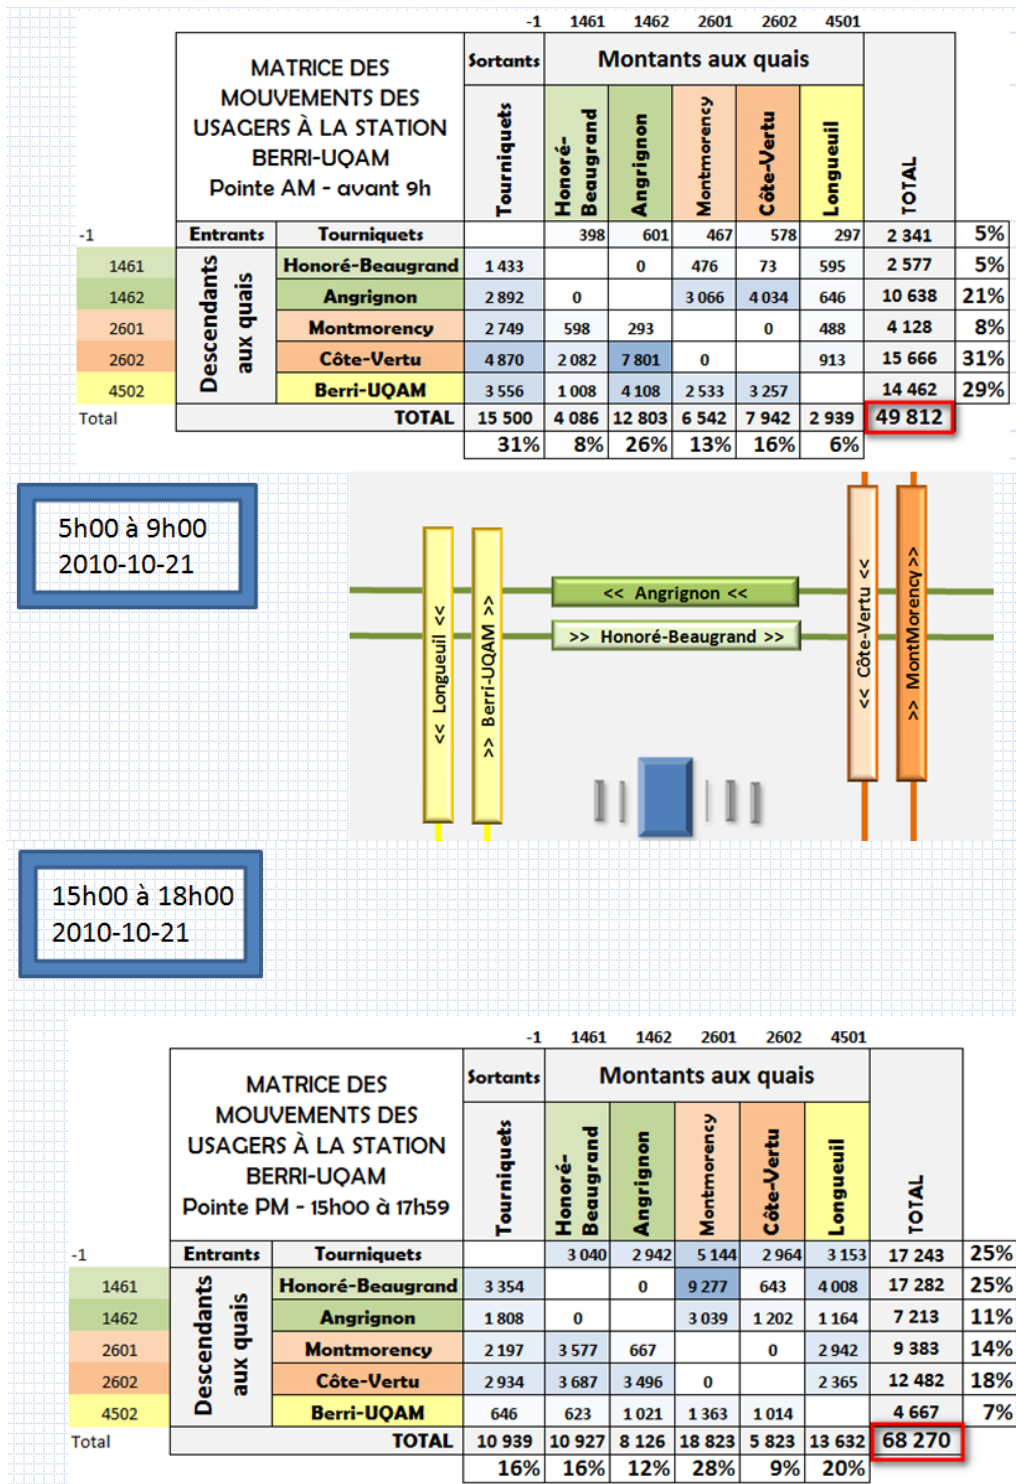 -1 1461 1462 2601 2602 4501
MATRICE DES
MOUVEMENTS DES
USAGERS À LA STATION
BERRI-UQAM
Pointe AM - avant 9h
Sortants
Montants aux quais
Tourniquets
Honoré-
Beaugrand
Angrignon
Montmorency
Côte-Vertu
Longueuil
TOTAL
-1 Entrants Tourniquets 398 601 467 578 297 2 341 5%
Descendants
aux quais
1461 Honoré-Beaugrand 1 433 0 476 73 595 2 577 5%
1462 Angrignon 2 892 0 3 066 4 034 646 10 638 21%
2601 Montmorency 2 749 598 293 0 488 4 128 8%
2602 Côte-Vertu 4 870 2 082 7 801 0 913 15 666 31%
4502 Berri-UQAM 3 556 1 008 4 108 2 533 3 257 14 462 29%
Total TOTAL 15 500 4 086 12 803 6 542 7 942 2 939 49 812
31% 8% 26% 13% 16% 6%
5h00 à 9h00
2010-10-21
<< Longueuil <<
>> Berri-UQAM >>
<< Angrignon <<
>> Honoré-Beaugrand >>
<< Côte-Vertu <<
>> MontMorency >>
15h00 à 18h00
2010-10-21
-1 1461 1462 2601 2602 4501
MATRICE DES
MOUVEMENTS DES
USAGERS À LA STATION
BERRI-UQAM
Pointe PM - 15h00 à 17h59
Sortants
Montants aux quais
Tourniquets
Honoré-
Beaugrand
Angrignon
Montmorency
Côte-Vertu
Longueuil
TOTAL
-1 Entrants Tourniquets 3 040 2 942 5 144 2 964 3 153 17 243 25%
Descendants
aux quais
1461 Honoré-Beaugrand 3 354 0 9 277 643 4 008 17 282 25%
1462 Angrignon 1 808 0 3 039 1 202 1 164 7 213 11%
2601 Montmorency 2 197 3 577 667 0 2 942 9 383 14%
2602 Côte-Vertu 2 934 3 687 3 496 0 2 365 12 482 18%
4502 Berri-UQAM 646 623 1 021 1 363 1 014 4 667 7%
Total TOTAL 10 939 10 927 8 126 18 823 5 823 13 632 68 270
16% 16% 12% 28% 9% 20%